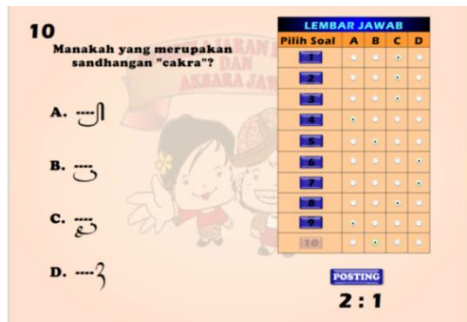 10
Manakah yang merupakan
sandhangan "cakra"?
A.
B.
C.
D.
LEMBAR JAWAB
Pilih Soal A B C D
1
2
3
4
5
6
7
8
9
10
POSTING
2 : 1